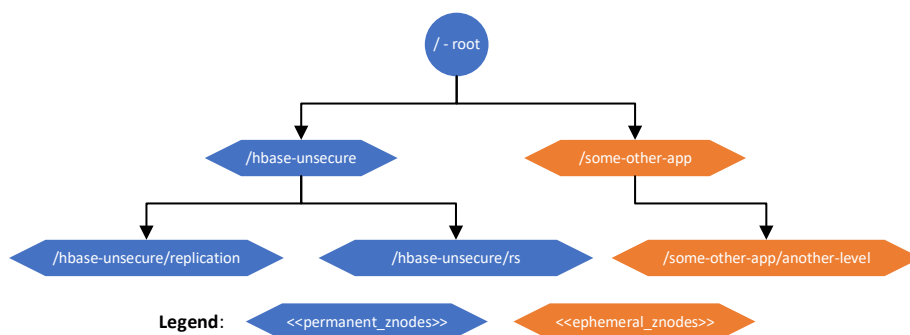 / - root
/hbase-unsecure
/some-other-app
/hbase-unsecure/replication
/hbase-unsecure/rs
/some-other-app/another-level
Legend: <<permanent_znodes>> <<ephemeral_znodes>>